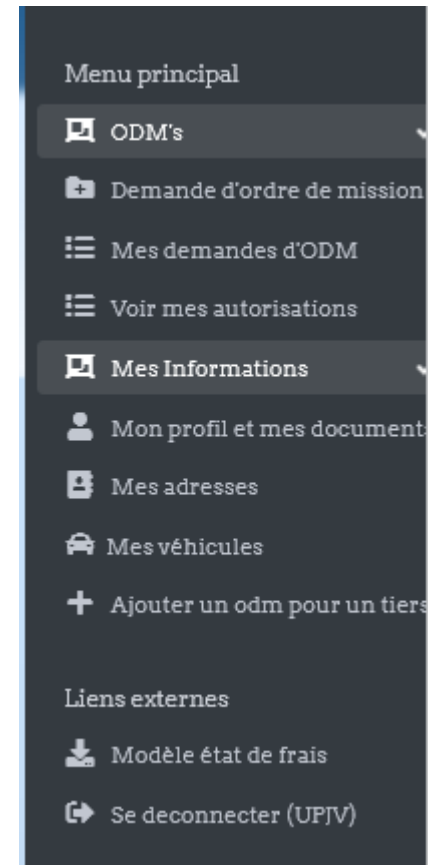 Menu principal
ODM's
Demande d'ordre de mission
Mes demandes d'ODM
Voir mes autorisations
Mes Informations
Mon profil et mes document
Mes adresses
Mes véhicules
Ajouter un odm pour un tiers
Liens externes
Modèle état de frais
Se deconnecter (UPJV)